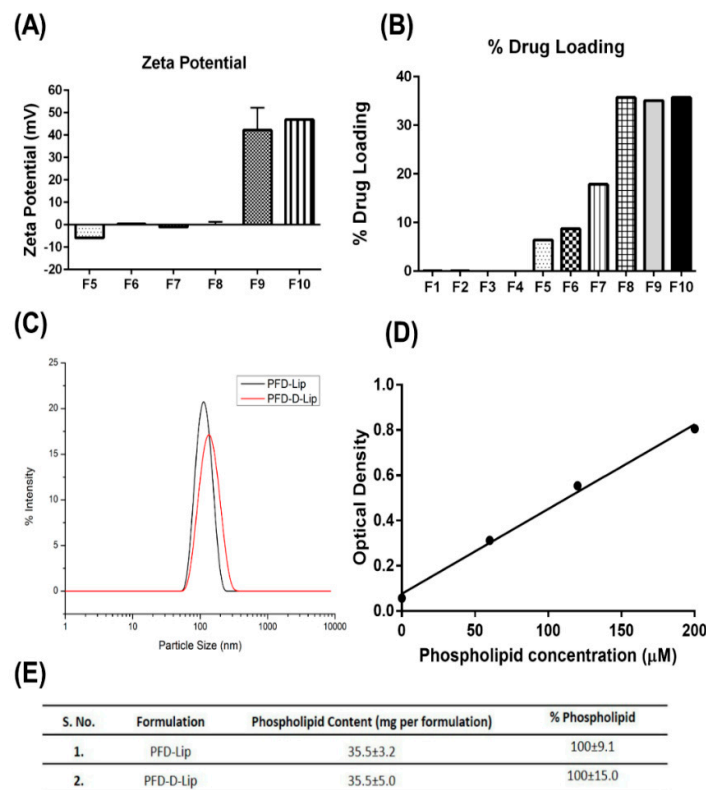 (A)
Zeta Potential
Zeta Potential (mV)
60
50
40
30
20
10
0
-10
-20
F5 F6 F7 F8 F9 F10
(B)
% Drug Loading
% Drug Loading
40
30
20
10
0
F1 F2 F3 F4 F5 F6 F7 F8 F9 F10
(C)
PFD-Lip
PFD-D-Lip
% Intensity
25
20
15
10
5
0
1 10 100 1000 10000
Particle Size (nm)
(D)
Optical Density
1.0
0.8
0.6
0.4
0.2
0.0
0 50 100 150 200
Phospholipid concentration (µM)
(E)
S. No. Formulation Phospholipid Content (mg per formulation) % Phospholipid
1. PFD-Lip 35.5±3.2 100±9.1
2. PFD-D-Lip 35.5±5.0 100±15.0